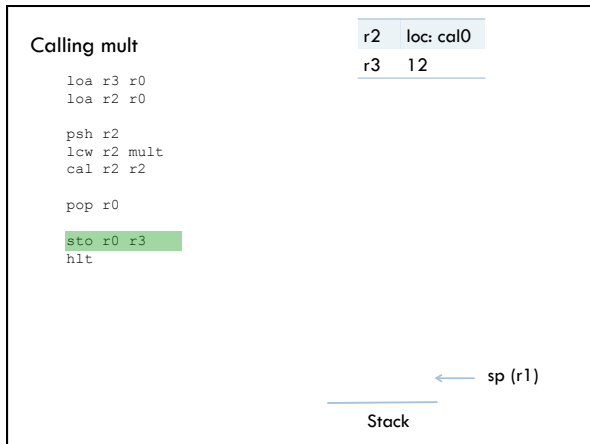 Calling mult
loa r3 r0
loa r2 r0
psh r2
lcw r2 mult
cal r2 r2
pop r0
sto r0 r3
hlt
r2 loc: cal0
r3 12
sp (r1)
Stack